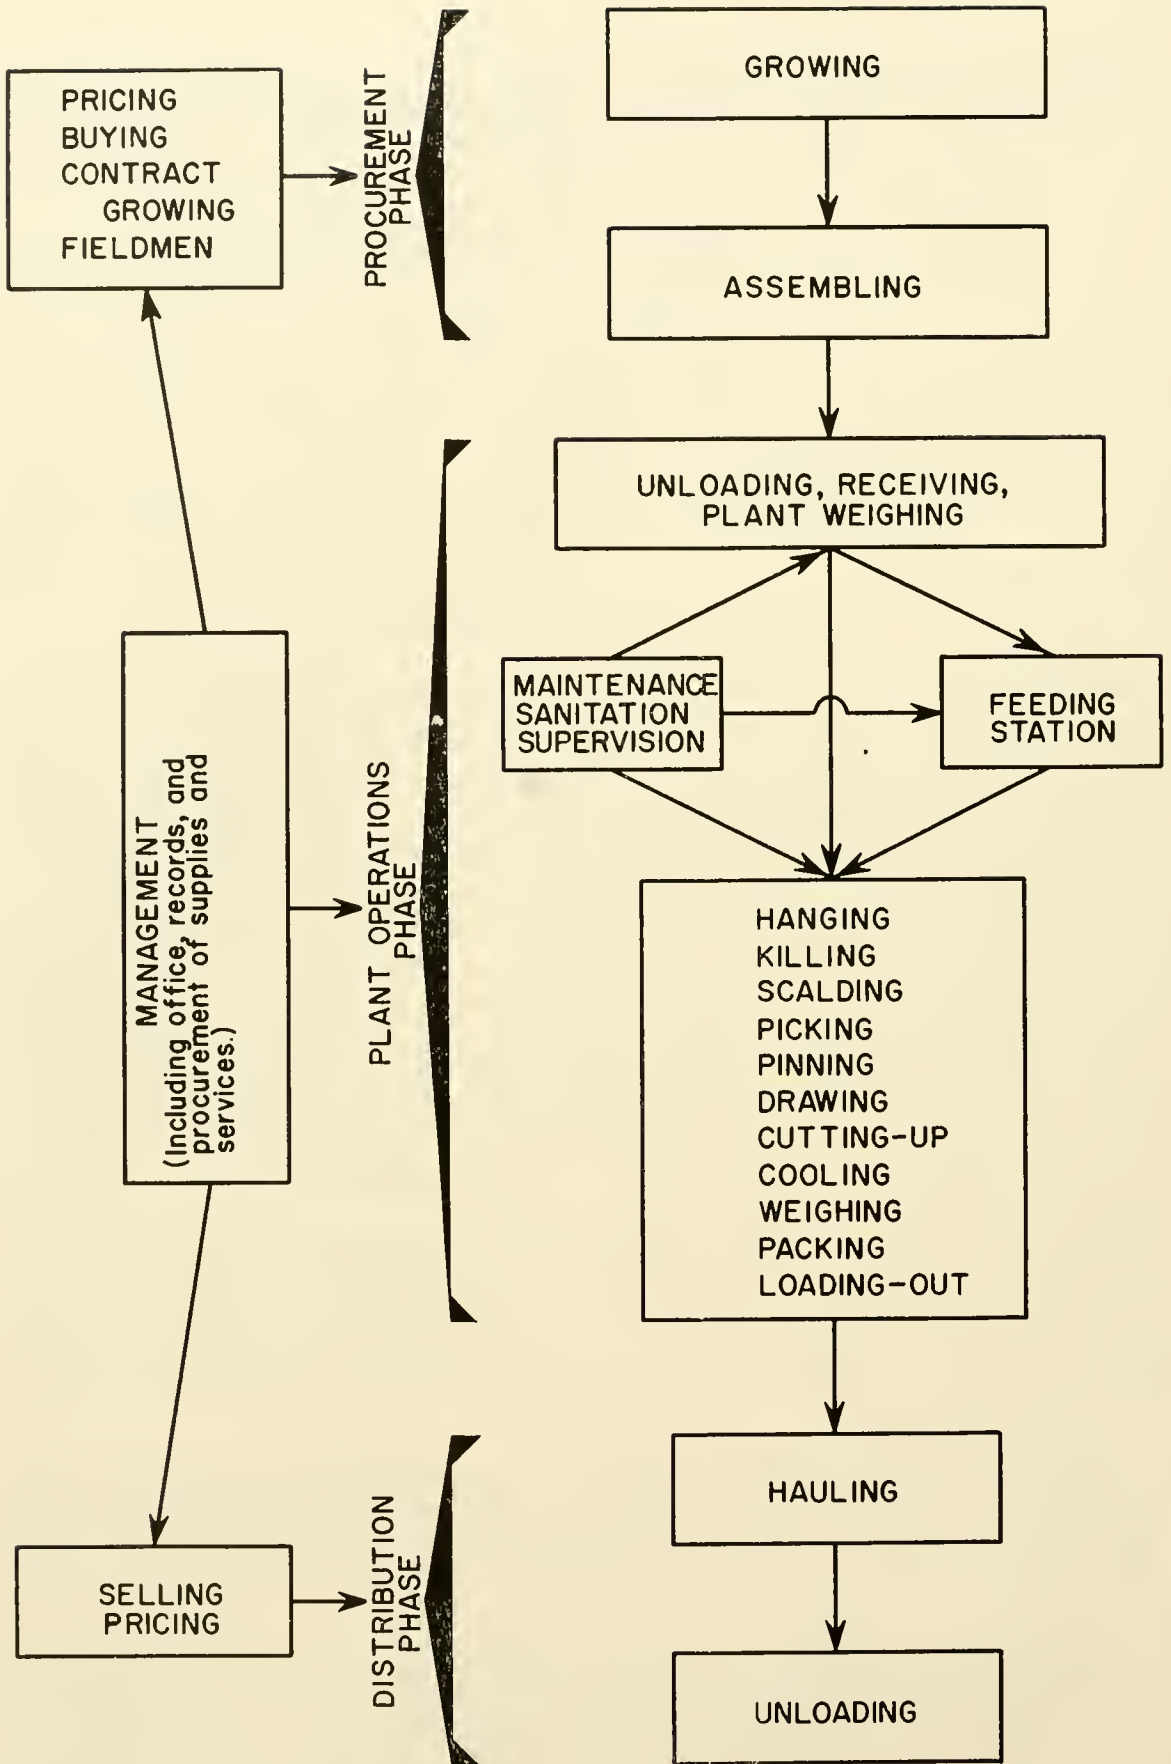 PRICING
BUYING
CONTRACT
GROWING
FIELDMEN
PROCUREMENT
PHASE
GROWING
ASSEMBLING
UNLOADING, RECEIVING,
PLANT WEIGHING
MAINTENANCE
SANITATION
SUPERVISION
FEEDING
STATION
MANAGEMENT
(Including office, records, and
procurement of supplies and
services.)
PLANT OPERATIONS
PHASE
HANGING
KILLING
SCALDING
PICKING
PINNING
DRAWING
CUTTING-UP
COOLING
WEIGHING
PACKING
LOADING-OUT
HAULING
SELLING
PRICING
DISTRIBUTION
PHASE
UNLOADING